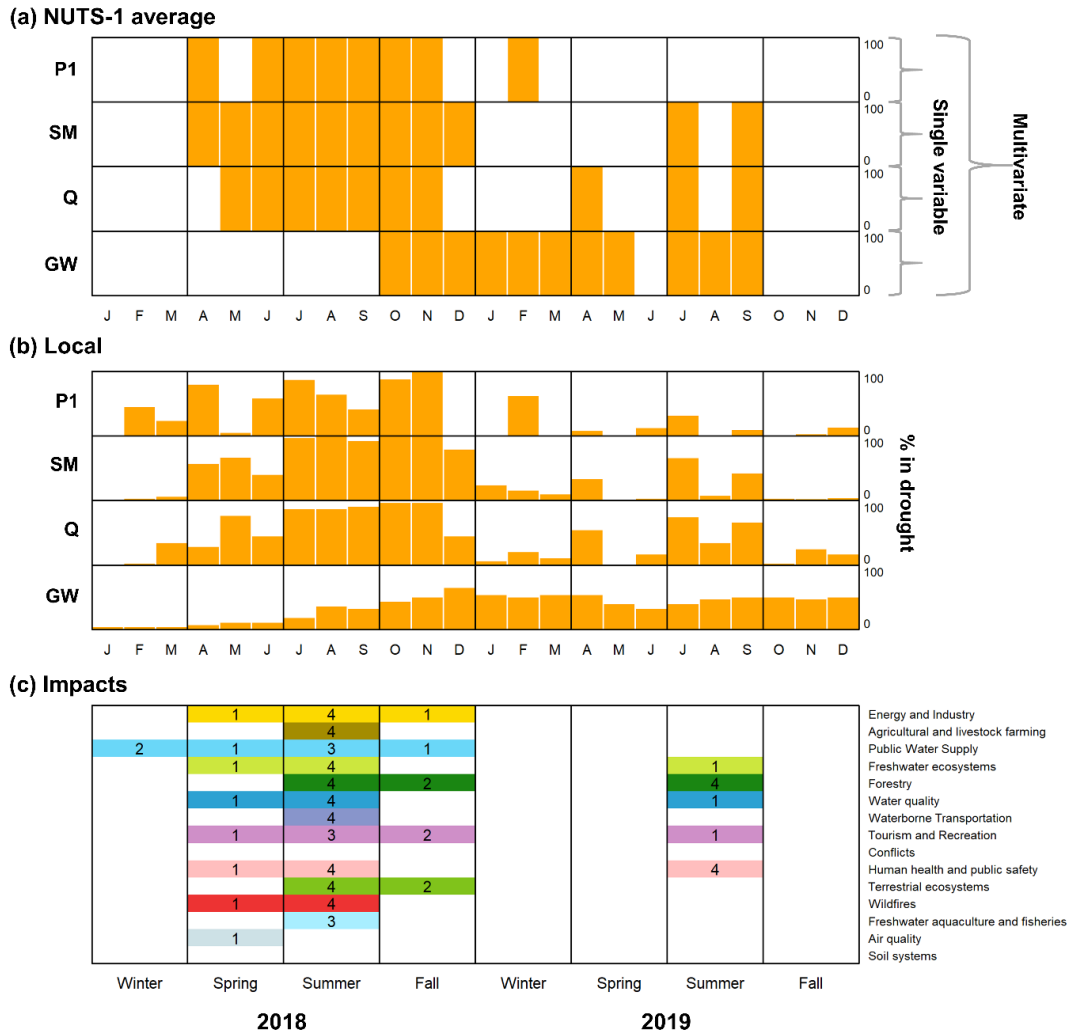 (a) NUTS-1 average
P1
100
0
SM
100
0
Q
100
0
GW
100
0
Single variable
Multivariate
J F M A M J J A S O N D J F M A M J J A S O N D
(b) Local
P1
100
0
SM
100
0
Q
100
0
GW
100
0
% in drought
J F M A M J J A S O N D J F M A M J J A S O N D
(c) Impacts
1 4 1 Energy and Industry
4 Agricultural and livestock farming
2 1 3 1 Public Water Supply
1 4 1 Freshwater ecosystems
4 2 4 Forestry
1 4 1 Water quality
4 Waterborne Transportation
1 3 2 1 Tourism and Recreation
Conflicts
1 4 4 Human health and public safety
4 2 Terrestrial ecosystems
1 4 Wildfires
3 Freshwater aquaculture and fisheries
1 Air quality
Soil systems
Winter Spring Summer Fall Winter Spring Summer Fall
2018 2019